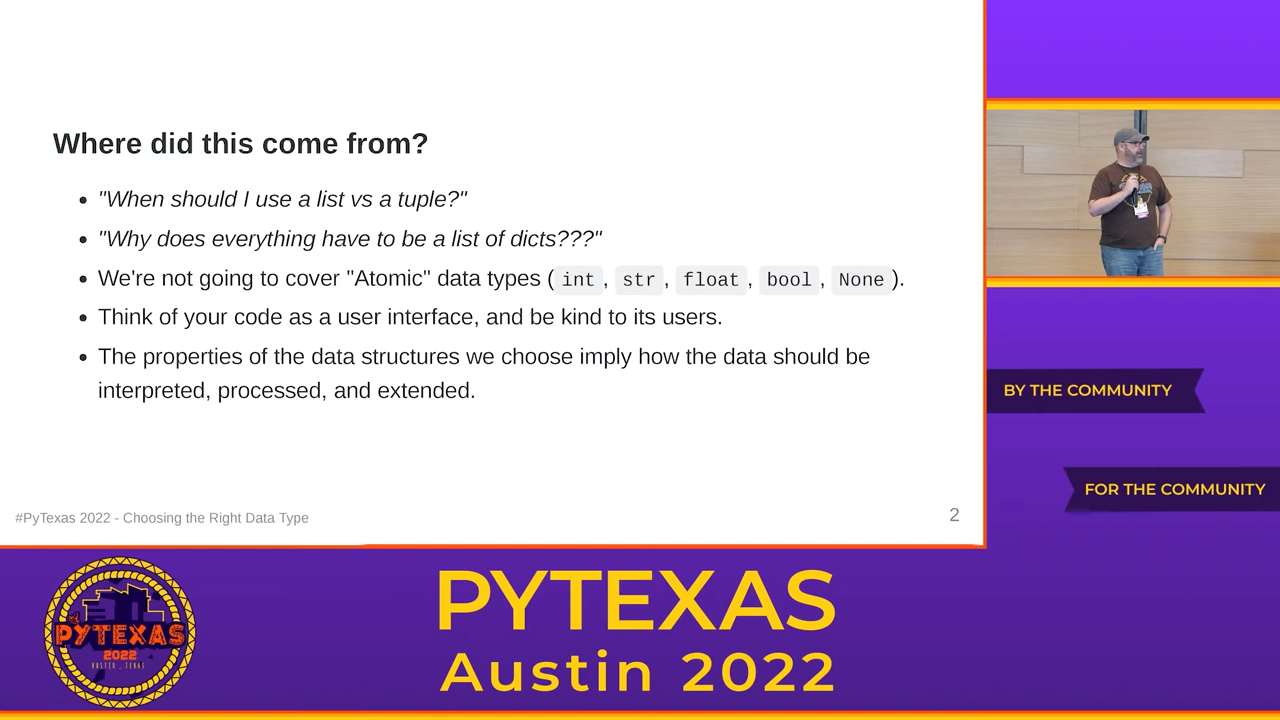 Where did this come from?
"When should I use a list vs a tuple?"
"Why does everything have to be a list of dicts???"
We're not going to cover "Atomic" data types ( int , str , float , bool , None ).
Think of your code as a user interface, and be kind to its users.
The properties of the data structures we choose imply how the data should be
interpreted, processed, and extended.
#PyTexas 2022 - Choosing the Right Data Type
2
BY THE COMMUNITY
FOR THE COMMUNITY
PYTEXAS
2022
AUSTIN, TEXAS
PYTEXAS
Austin 2022